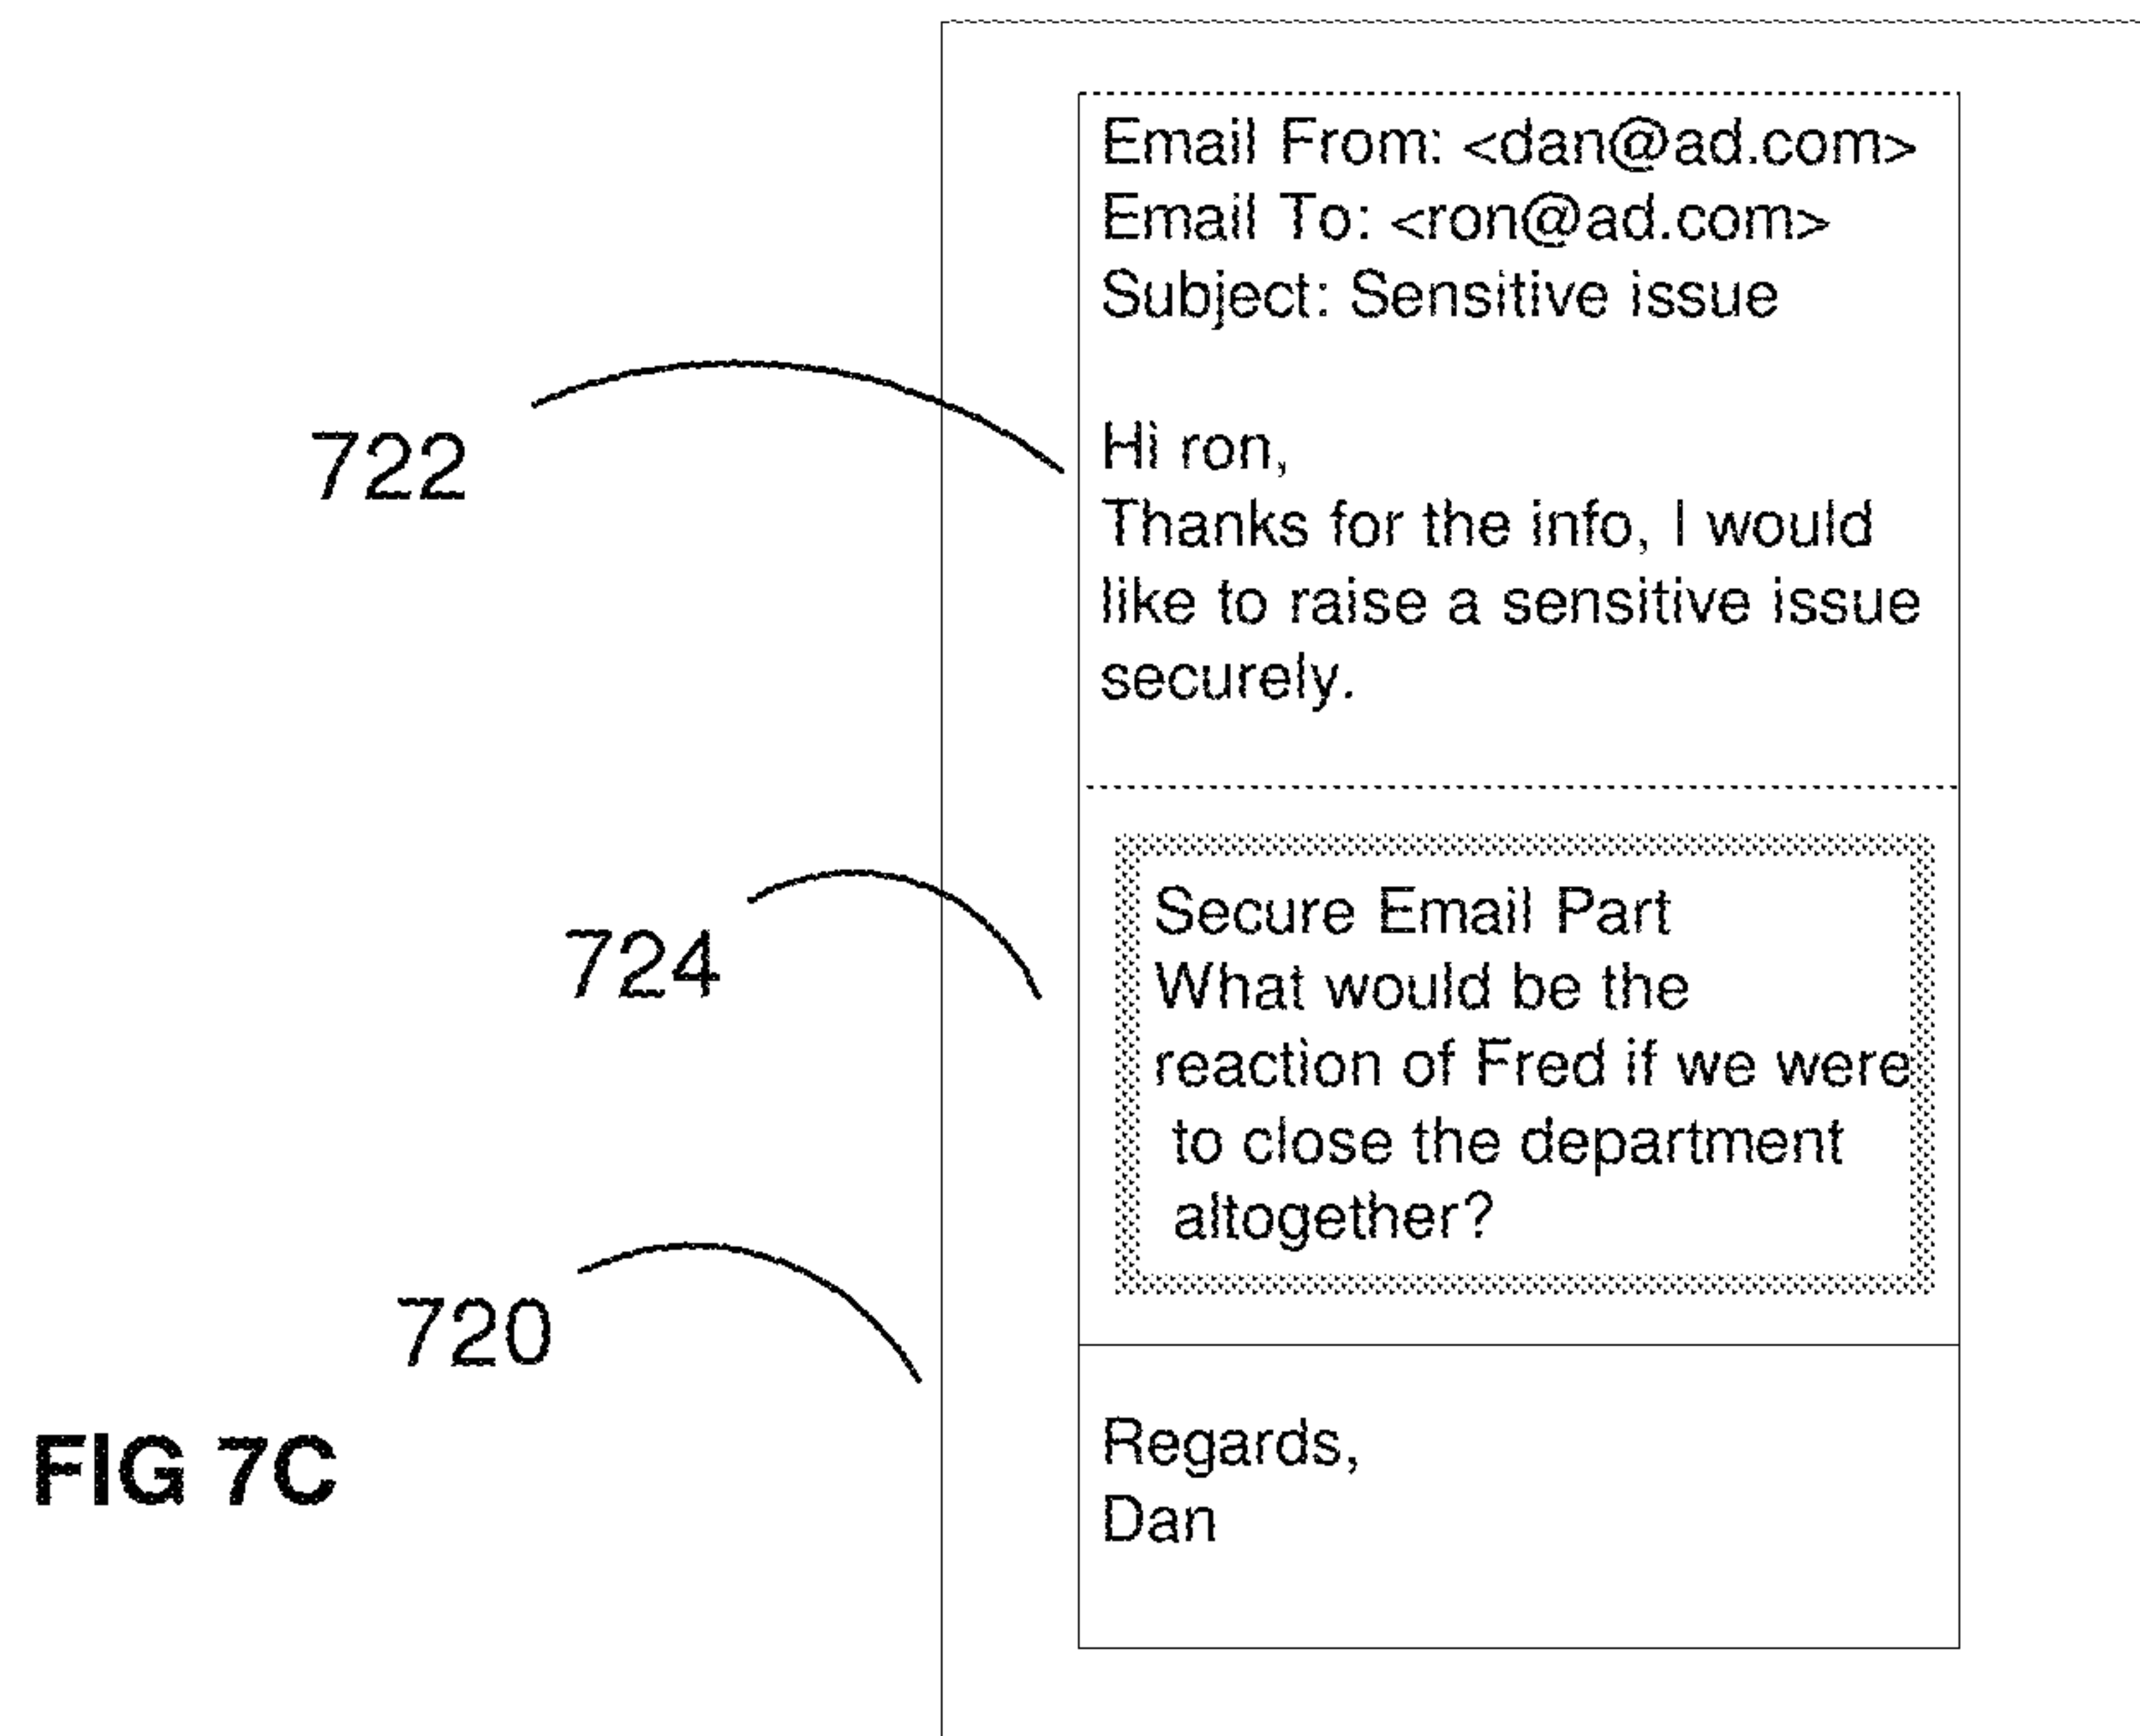 Email From: <dan@ad.com>
Email To: <ron@ad.com>
Subject: Sensitive issue
722
Hi ron,
Thanks for the info, I would
like to raise a sensitive issue
securely.
724
Secure Email Part
What would be the
reaction of Fred if we were
to close the department
altogether?
720
FIG 7C
Regards,
Dan